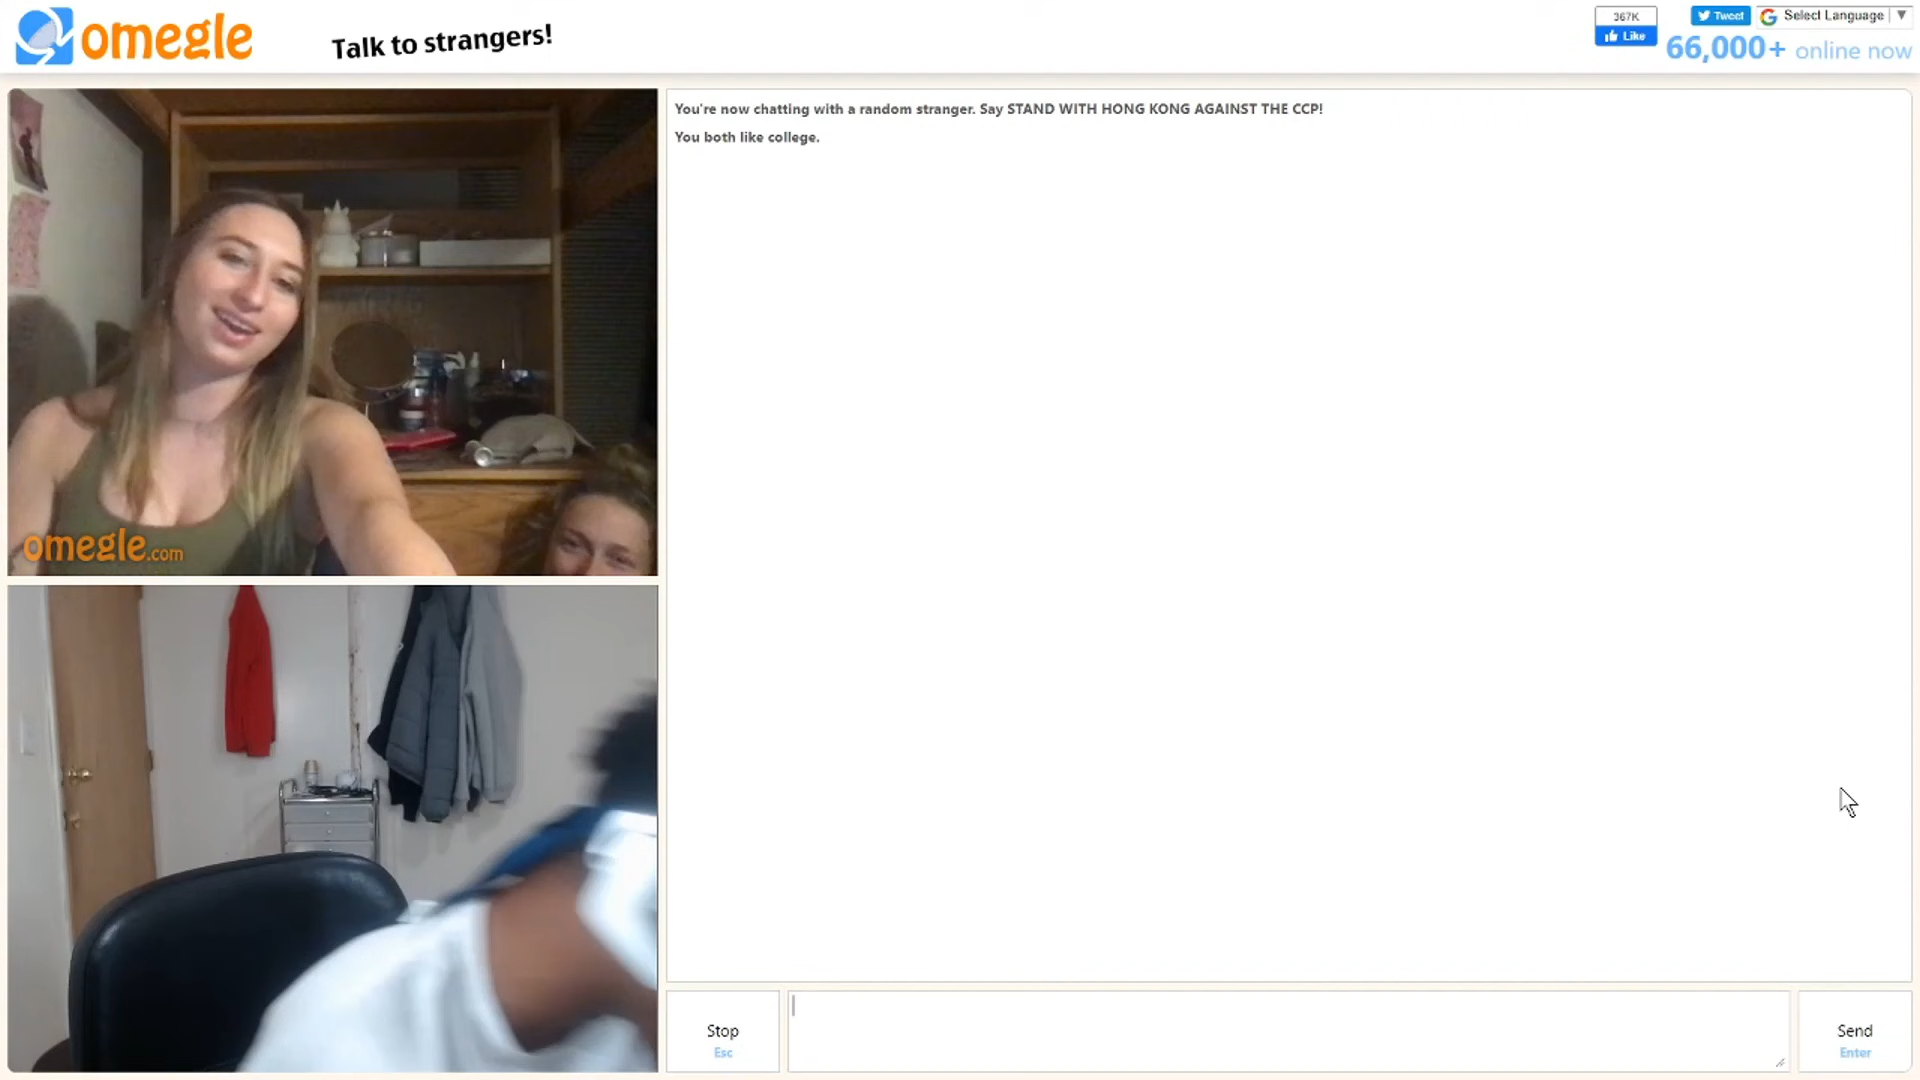 omegle
Talk to strangers!
367K
Like
Tweet
Select Language
66,000+ online now
You're now chatting with a random stranger. Say STAND WITH HONG KONG AGAINST THE CCP!
You both like college.
omegle.com
Stop
Esc
Send
Enter